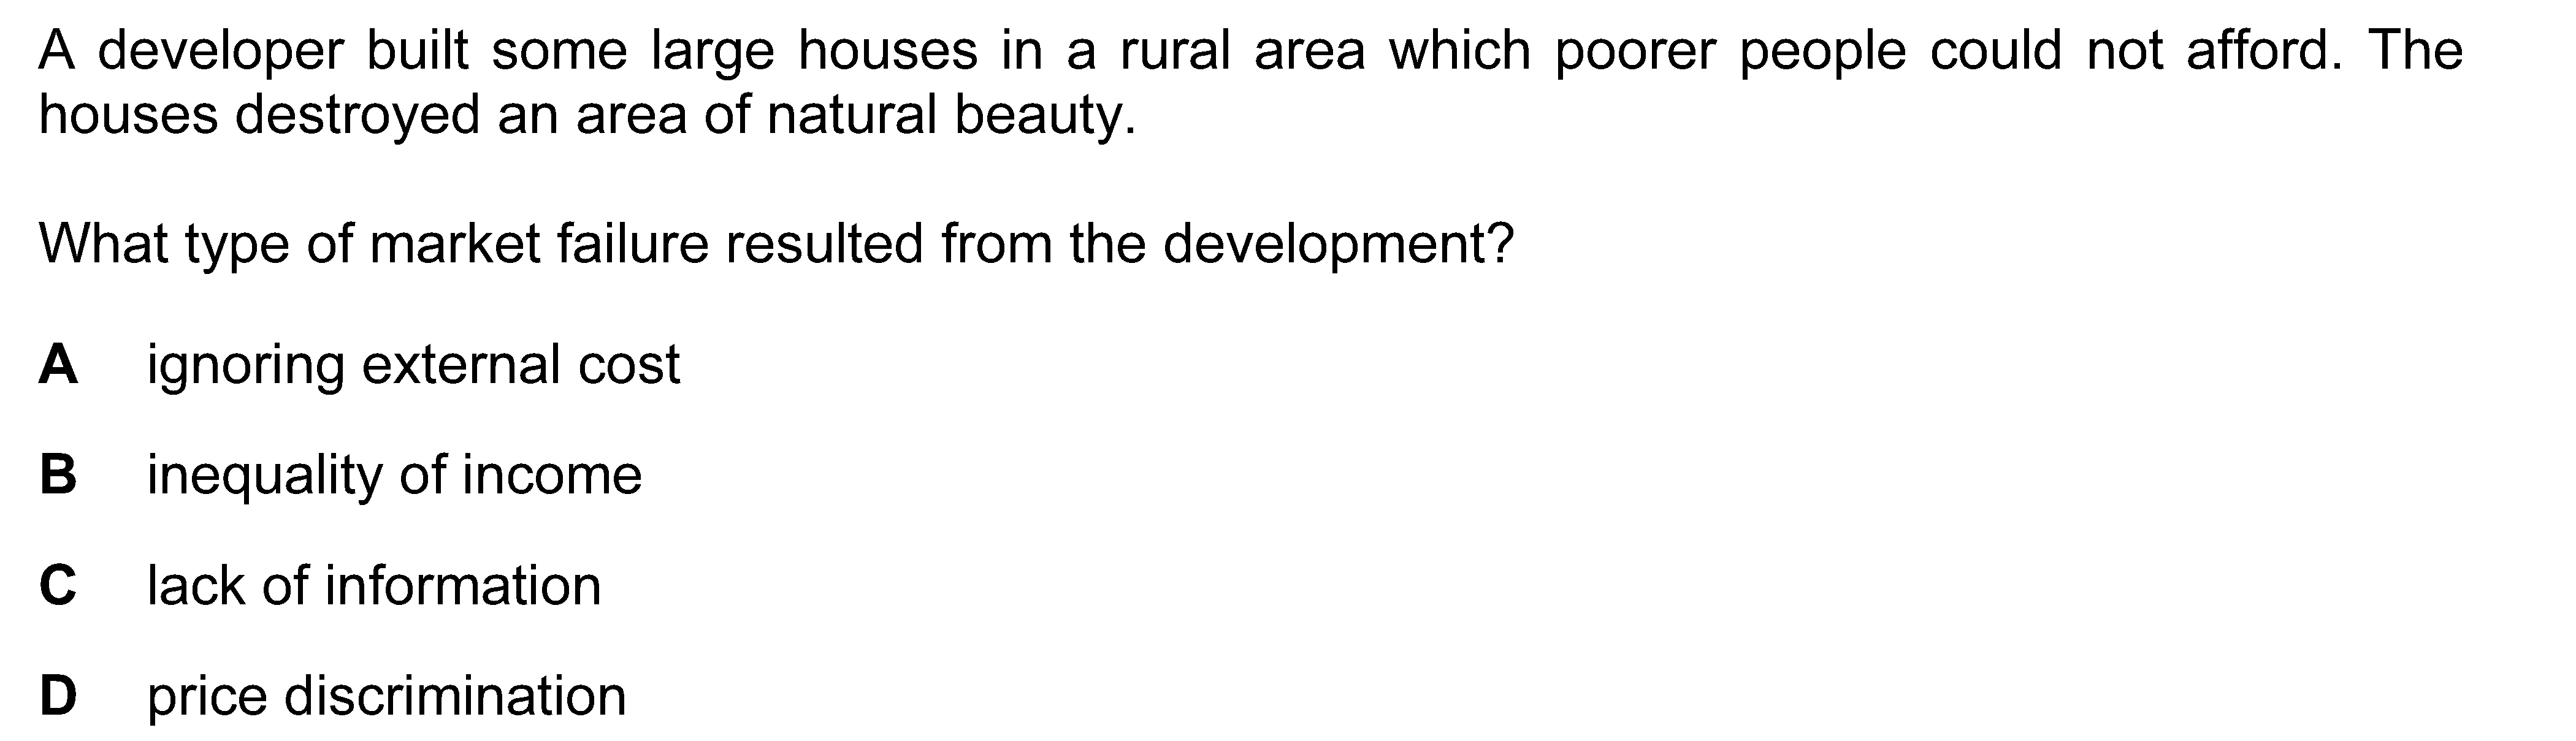 A developer built some large houses in a rural area which poorer people could not afford. The
houses destroyed an area of natural beauty.
What type of market failure resulted from the development?
A ignoring external cost
B inequality of income
C lack of information
D price discrimination